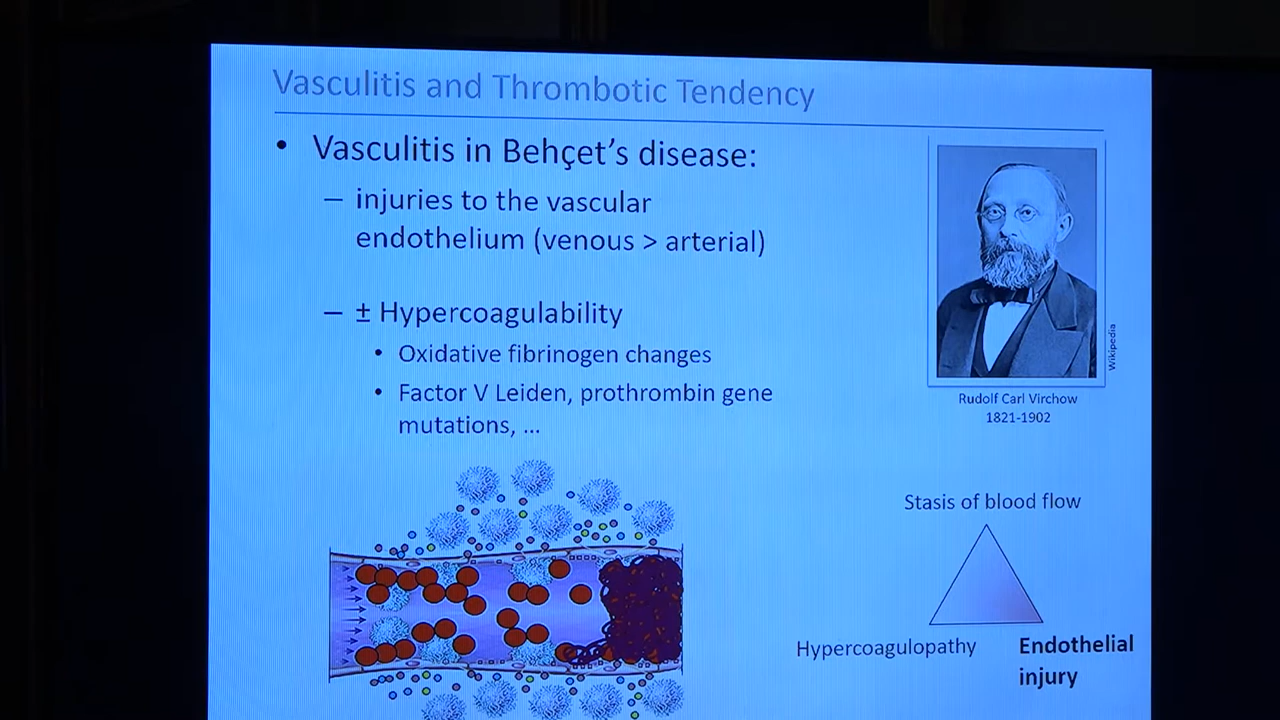 Vasculitis and Thrombotic Tendency
• Vasculitis in Behçet's disease:
– injuries to the vascular
endothelium (venous > arterial)
– ± Hypercoagulability
• Oxidative fibrinogen changes
• Factor V Leiden, prothrombin gene
mutations, ...
Wikipedia
Rudolf Carl Virchow
1821-1902
Stasis of blood flow
Hypercoagulopathy
Endothelial
injury